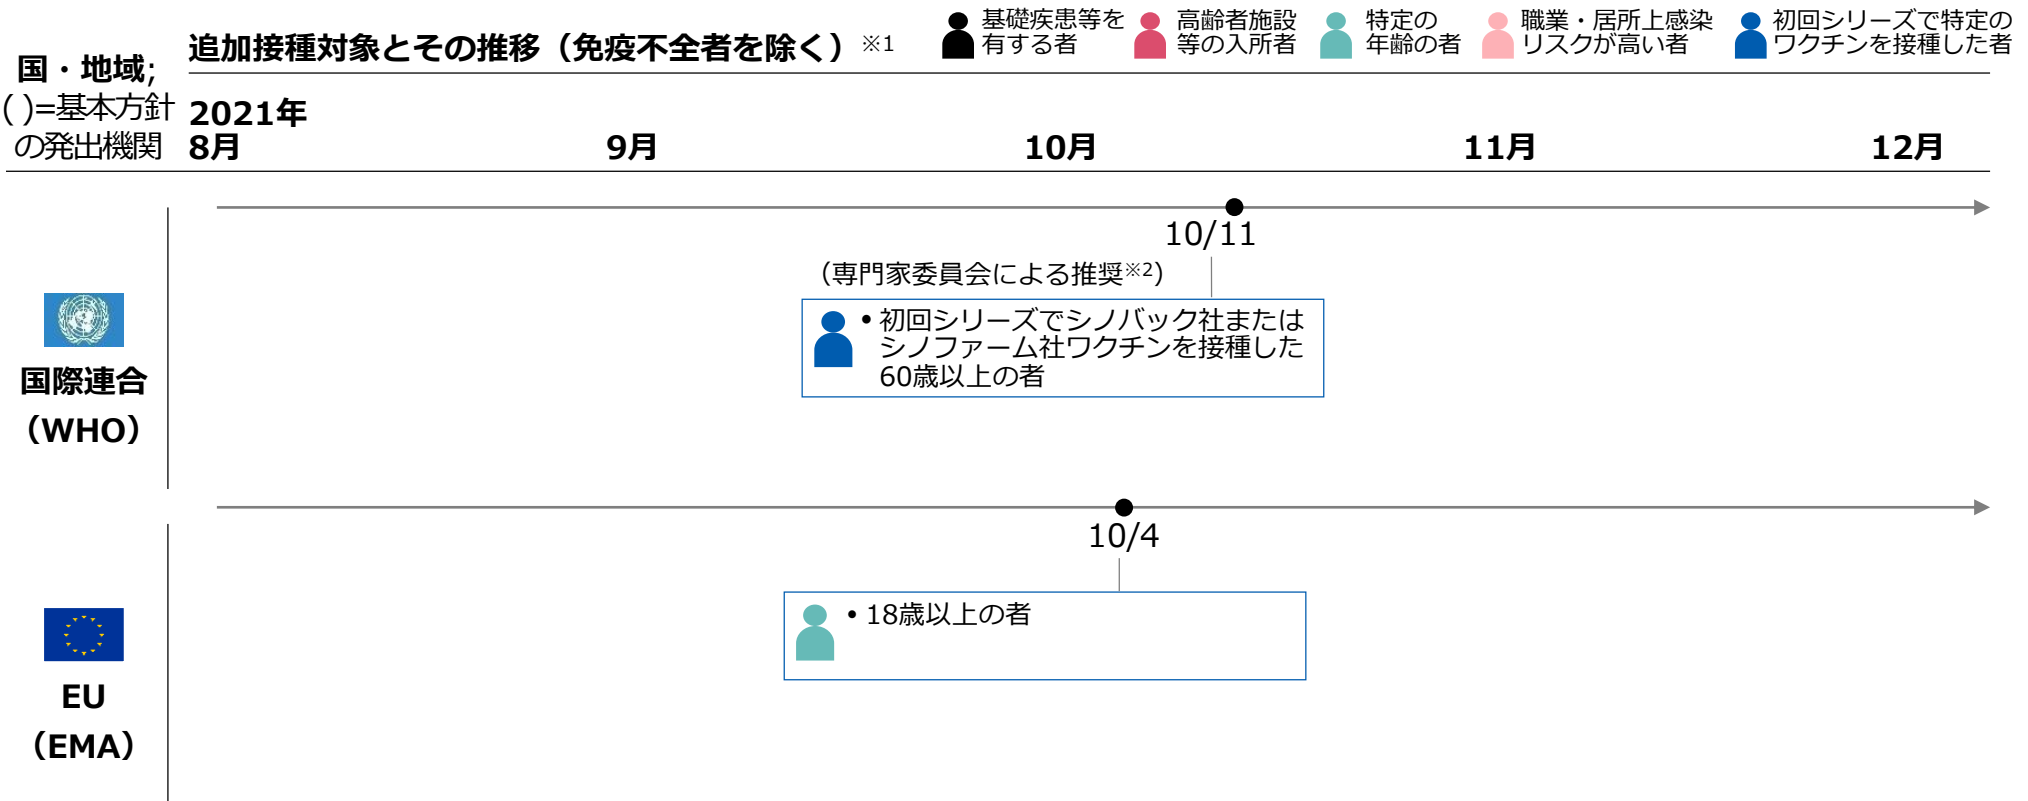 基礎疾患等を
有する者
高齢者施設
等の入所者
特定の
年齢の者
職業・居所上感染
リスクが高い者
初回シリーズで特定の
ワクチンを接種した者
追加接種対象とその推移（免疫不全者を除く）※1
国・地域;
( )=基本方針
の発出機関
2021年
8月
9月
10月
11月
12月
10/11
（専門家委員会による推奨※2）
• 初回シリーズでシノバック社または
シノファーム社ワクチンを接種した
60歳以上の者
国際連合
（WHO）
10/4
• 18歳以上の者
EU
（EMA）